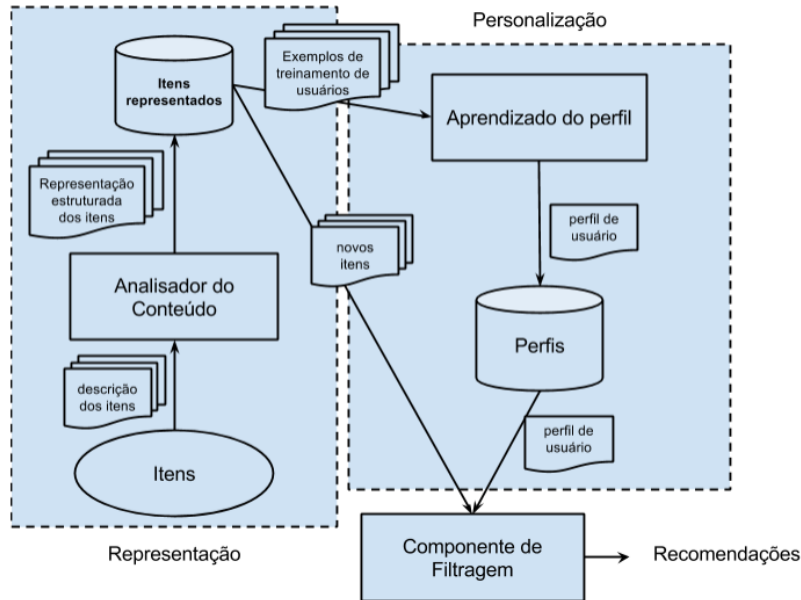 Personalização
Itens
representados
Exemplos de
treinamento de
usuários
Aprendizado do perfil
Representação
estruturada
dos itens
perfil de
usuário
novos
itens
Analisador do
Conteúdo
Perfis
descrição
dos itens
perfil de
usuário
Itens
Representação
Componente de
Filtragem
Recomendações